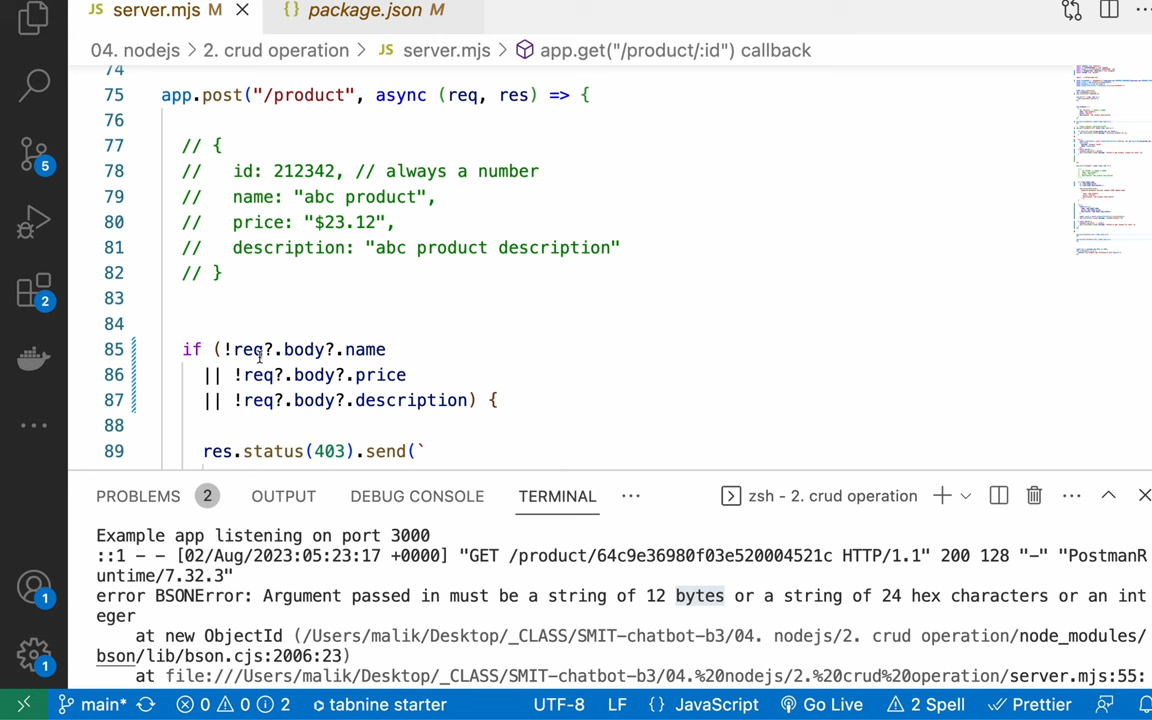 JS server.mjs M
{} package.json M
04. nodejs > 2. crud operation > JS server.mjs > app.get("/product/:id") callback
74
75 app.post("/product", async (req, res) => {
76
77 // {
78 //   id: 212342, // always a number
79 //   name: "abc product",
80 //   price: "$23.12",
81 //   description: "abc product description"
82 // }
83
84
85 if (!req?.body?.name
86 || !req?.body?.price
87 || !req?.body?.description) {
88
89 res.status(403).send(`
5
2
1
1
PROBLEMS 2 OUTPUT DEBUG CONSOLE TERMINAL ... zsh - 2. crud operation
Example app listening on port 3000
::1 - - [02/Aug/2023:05:23:17 +0000] "GET /product/64c9e36980f03e520004521c HTTP/1.1" 200 128 "-" "PostmanR
untime/7.32.3"
error BSONError: Argument passed in must be a string of 12 bytes or a string of 24 hex characters or an int
eger
at new ObjectId (/Users/malik/Desktop/_CLASS/SMIT-chatbot-b3/04. nodejs/2. crud operation/node_modules/
bson/lib/bson.cjs:2006:23)
at file:///Users/malik/Desktop/_CLASS/SMIT-chatbot-b3/04.%20nodejs/2.%20crud%20operation/server.mjs:55:
main* 0 0 2 tabnine starter UTF-8 LF {} JavaScript Go Live 2 Spell Prettier